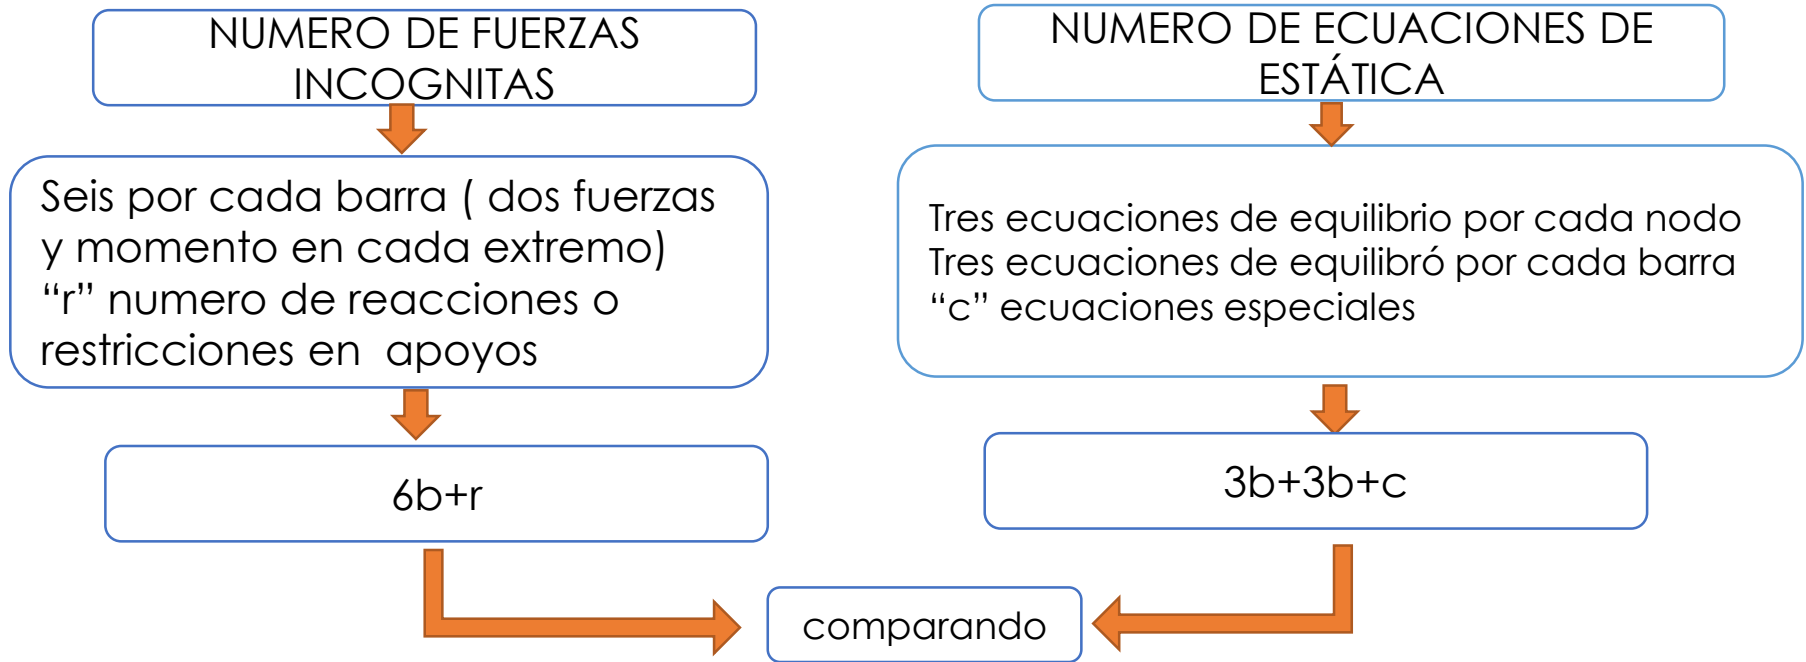 NUMERO DE FUERZAS
INCOGNITAS
Seis por cada barra ( dos fuerzas
y momento en cada extremo)
“r” numero de reacciones o
restricciones en apoyos
6b+r
NUMERO DE ECUACIONES DE
ESTÁTICA
Tres ecuaciones de equilibrio por cada nodo
Tres ecuaciones de equilibró por cada barra
“c” ecuaciones especiales
3b+3b+c
comparando